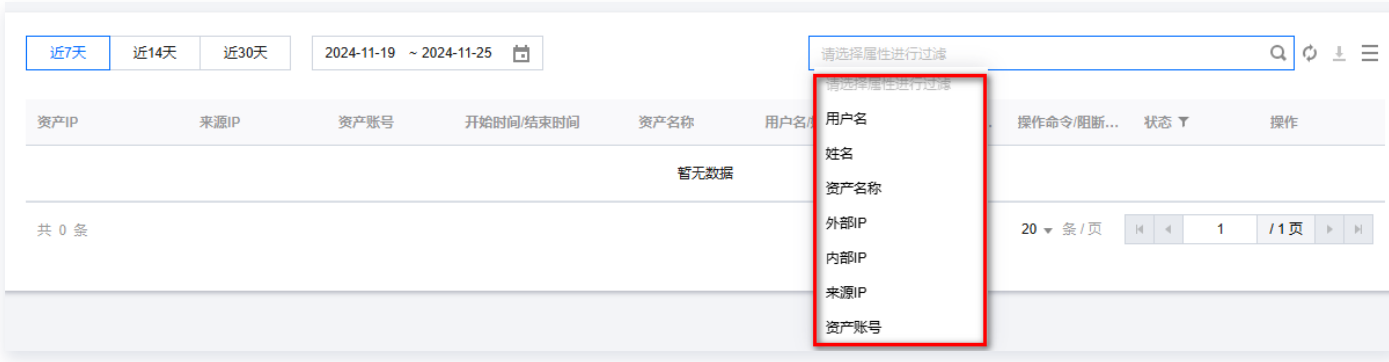 近7天 近14天 近30天 2024-11-19 ~ 2024-11-25 请选择属性进行过滤
请选择属性进行过滤
资产IP 来源IP 资产账号 开始时间/结束时间 资产名称 用户名/ 操作命令/阻断... 状态 操作
用户名
姓名
暂无数据
资产名称
外部IP
共 0 条 20 条 / 页 1 / 1 页
内部IP
来源IP
资产账号